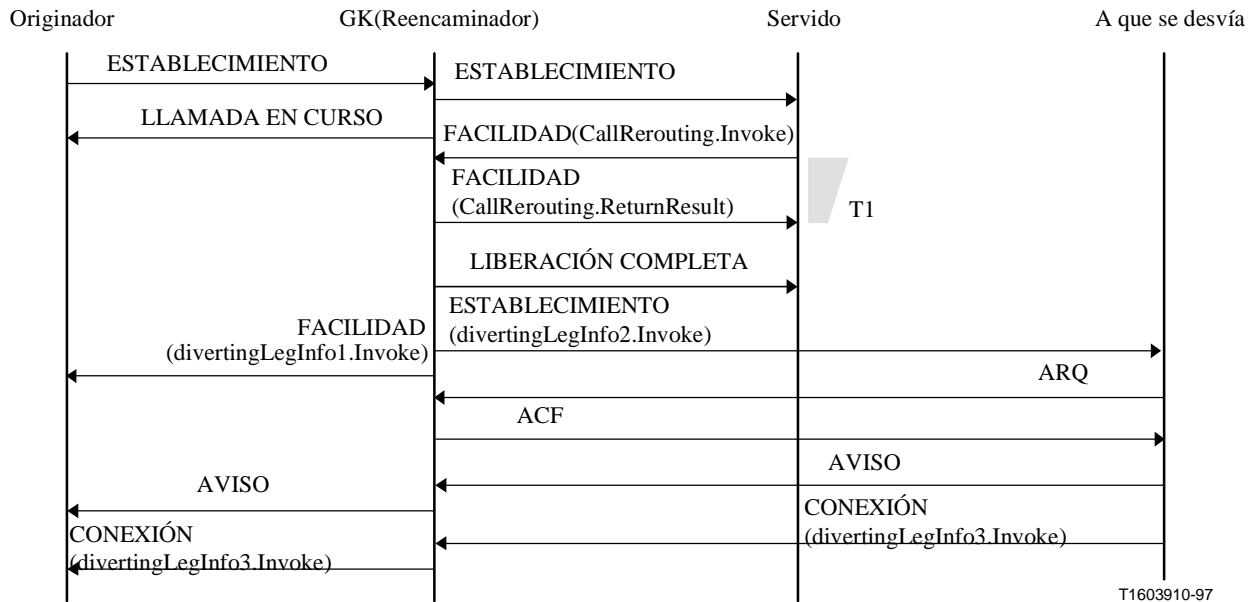 Originador
GK(Reencaminador)
Servido
A que se desvía
ESTABLECIMIENTO
ESTABLECIMIENTO
LLAMADA EN CURSO
FACILIDAD(CallRerouting.Invoke)
FACILIDAD
(CallRerouting.ReturnResult)
T1
LIBERACIÓN COMPLETA
ESTABLECIMIENTO
(divertingLegInfo2.Invoke)
FACILIDAD
(divertingLegInfo1.Invoke)
ARQ
ACF
AVISO
AVISO
CONEXIÓN
(divertingLegInfo3.Invoke)
CONEXIÓN
(divertingLegInfo3.Invoke)
T1603910-97